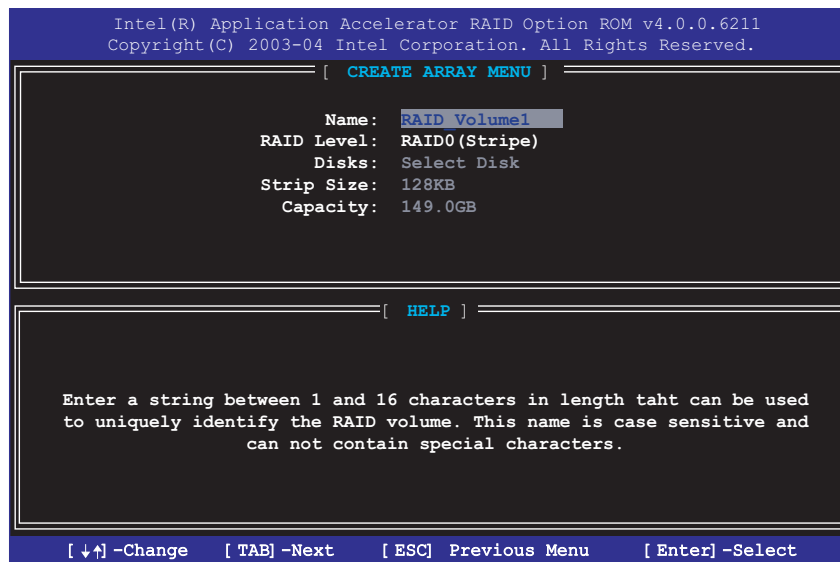 Intel(R) Application Accelerator RAID Option ROM v4.0.0.6211
Copyright(C) 2003-04 Intel Corporation. All Rights Reserved.
[ CREATE ARRAY MENU ]
Name: RAID_Volume1
RAID Level: RAID0(Stripe)
Disks: Select Disk
Strip Size: 128KB
Capacity: 149.0GB
[ HELP ]
Enter a string between 1 and 16 characters in length taht can be used
to uniquely identify the RAID volume. This name is case sensitive and
can not contain special characters.
[↓↑]-Change [TAB]-Next [ESC] Previous Menu [Enter]-Select